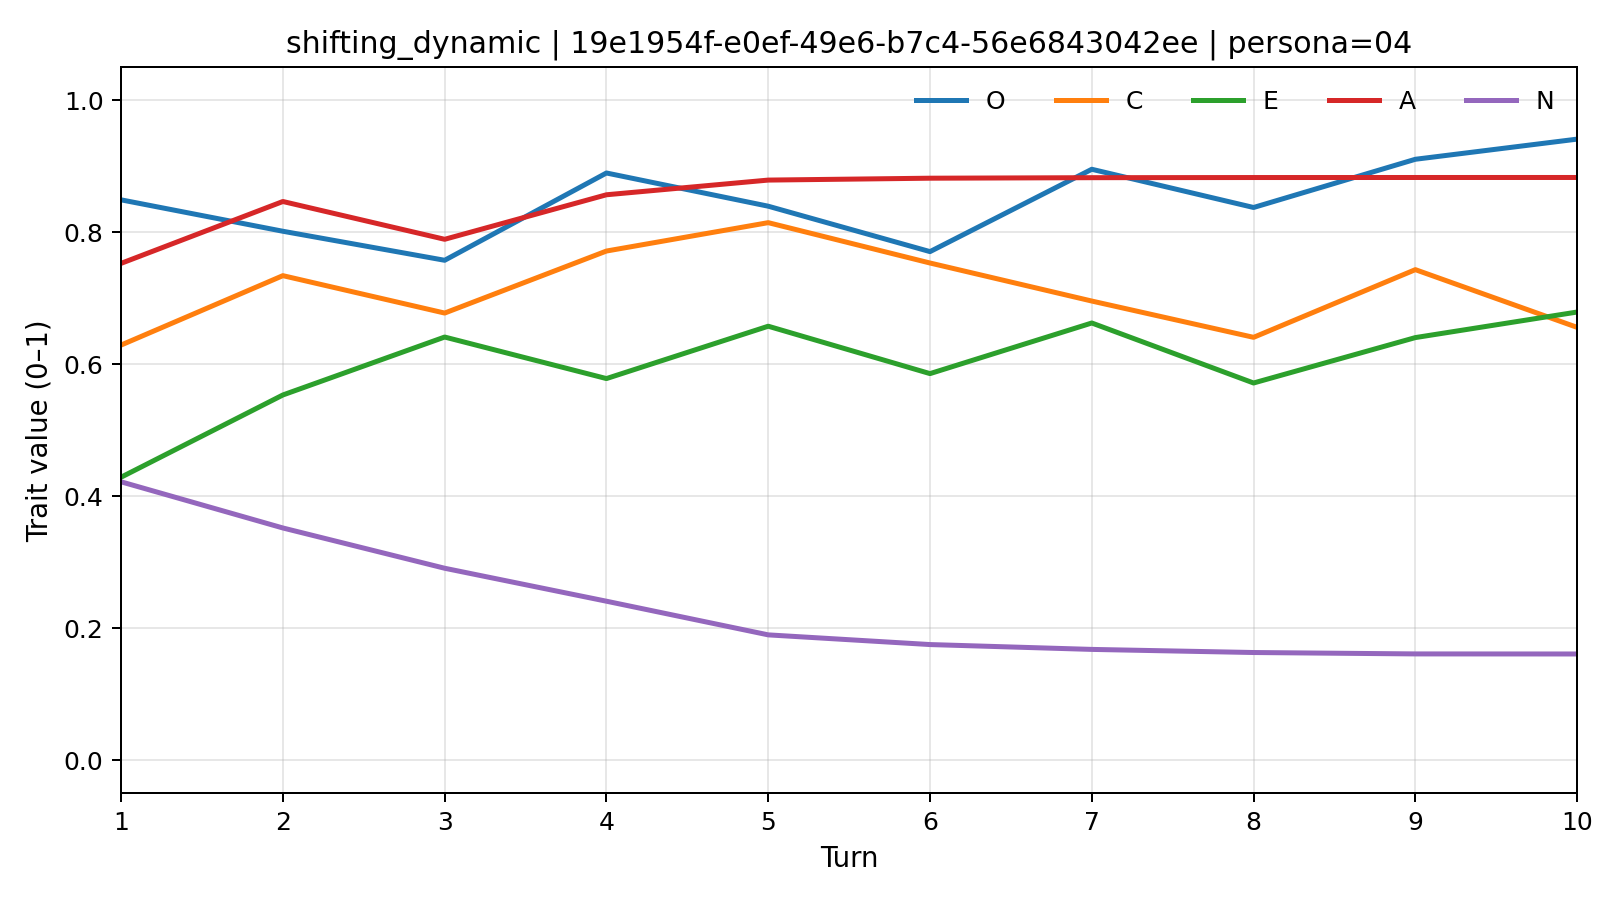 shifting_dynamic | 19e1954f-e0ef-49e6-b7c4-56e6843042ee | persona=04
O C E A N
Trait value (0–1)
1.0
0.8
0.6
0.4
0.2
0.0
1 2 3 4 5 6 7 8 9 10
Turn